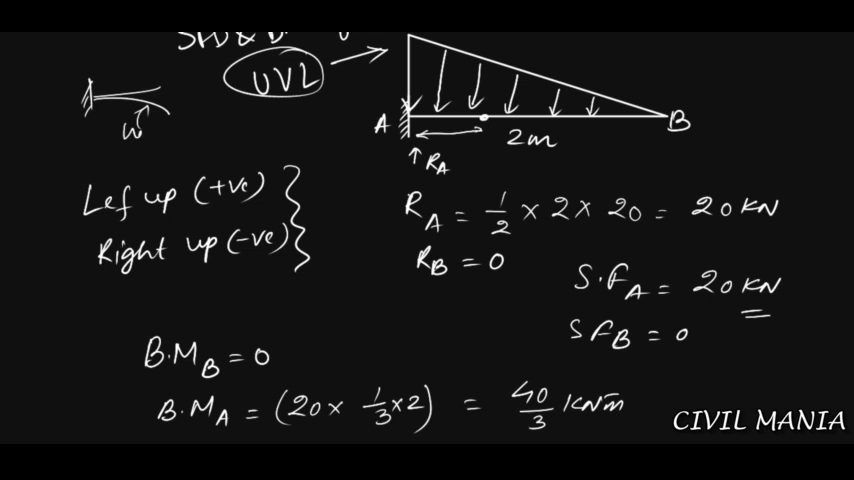 SFD & B
UVL
A
B
2m
↑ RA
W
Lef up (+ve)
Right up (-ve)
RA = 1/2 × 2 × 20 = 20 KN
RB = 0
S.FA = 20 KN
SFB = 0
B.MB = 0
B.MA = (20 × 1/3 × 2) = 40/3 KNm
CIVIL MANIA